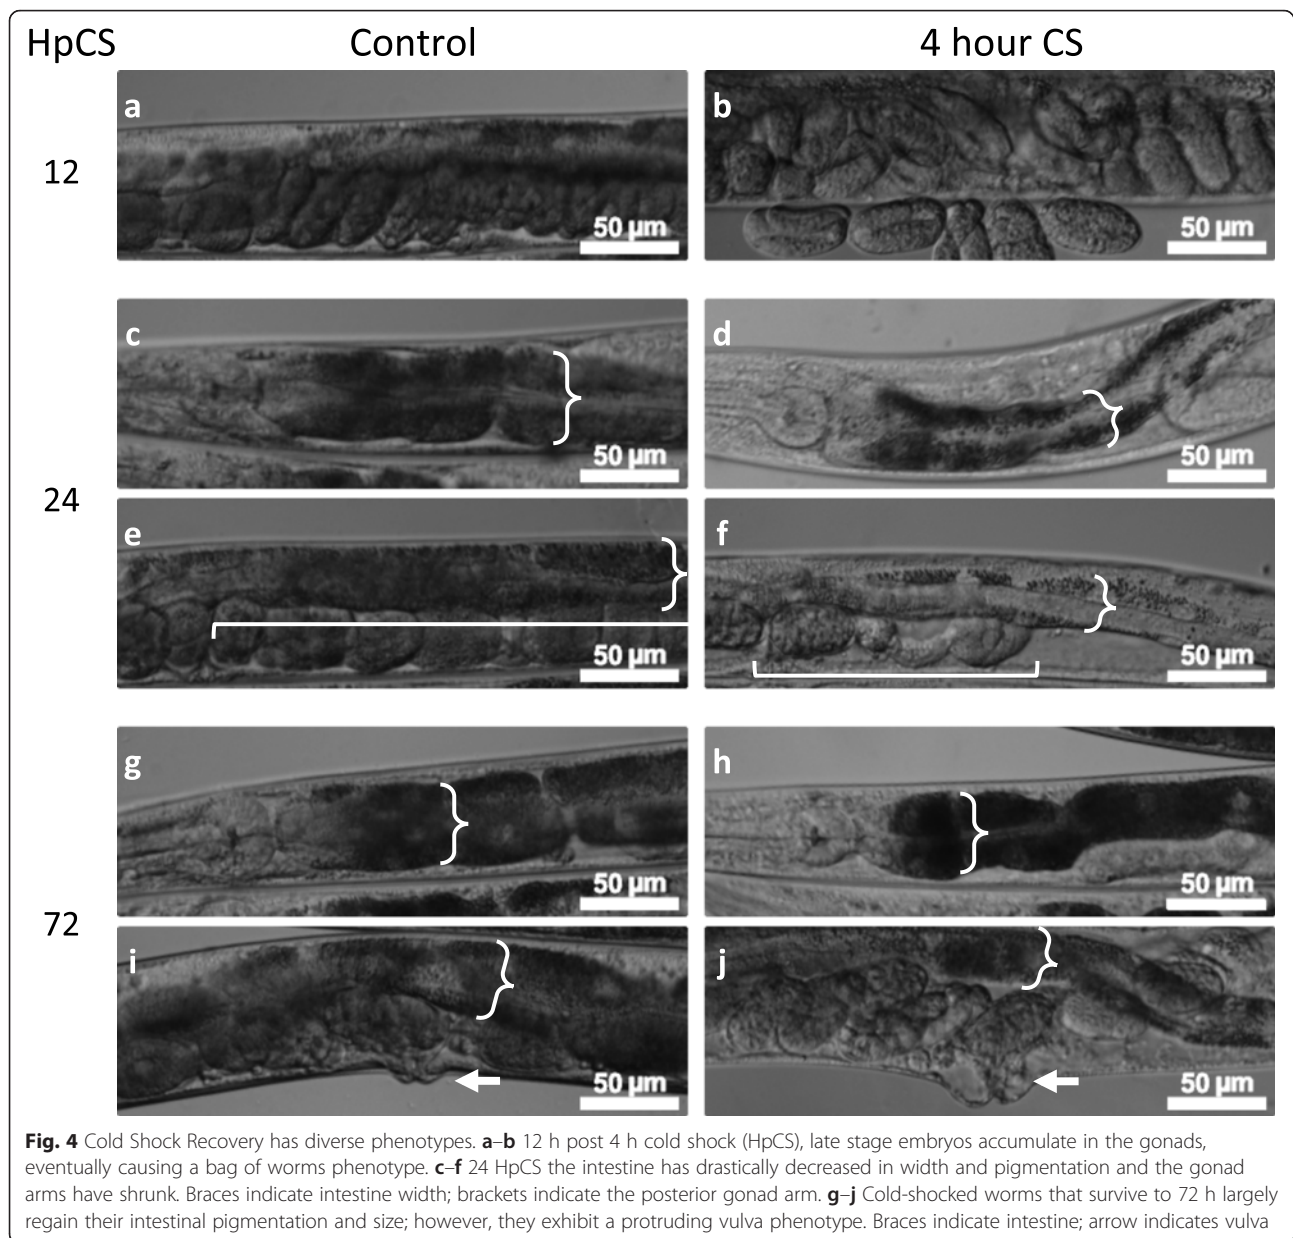 HpCS Control 4 hour CS
a b
12
50 µm 50 µm
c d
50 µm 50 µm
24
e f
50 µm 50 µm
g h
50 µm 50 µm
72
i j
50 µm 50 µm
Fig. 4 Cold Shock Recovery has diverse phenotypes. a–b 12 h post 4 h cold shock (HpCS), late stage embryos accumulate in the gonads,
eventually causing a bag of worms phenotype. c–f 24 HpCS the intestine has drastically decreased in width and pigmentation and the gonad
arms have shrunk. Braces indicate intestine width; brackets indicate the posterior gonad arm. g–j Cold-shocked worms that survive to 72 h largely
regain their intestinal pigmentation and size; however, they exhibit a protruding vulva phenotype. Braces indicate intestine; arrow indicates vulva